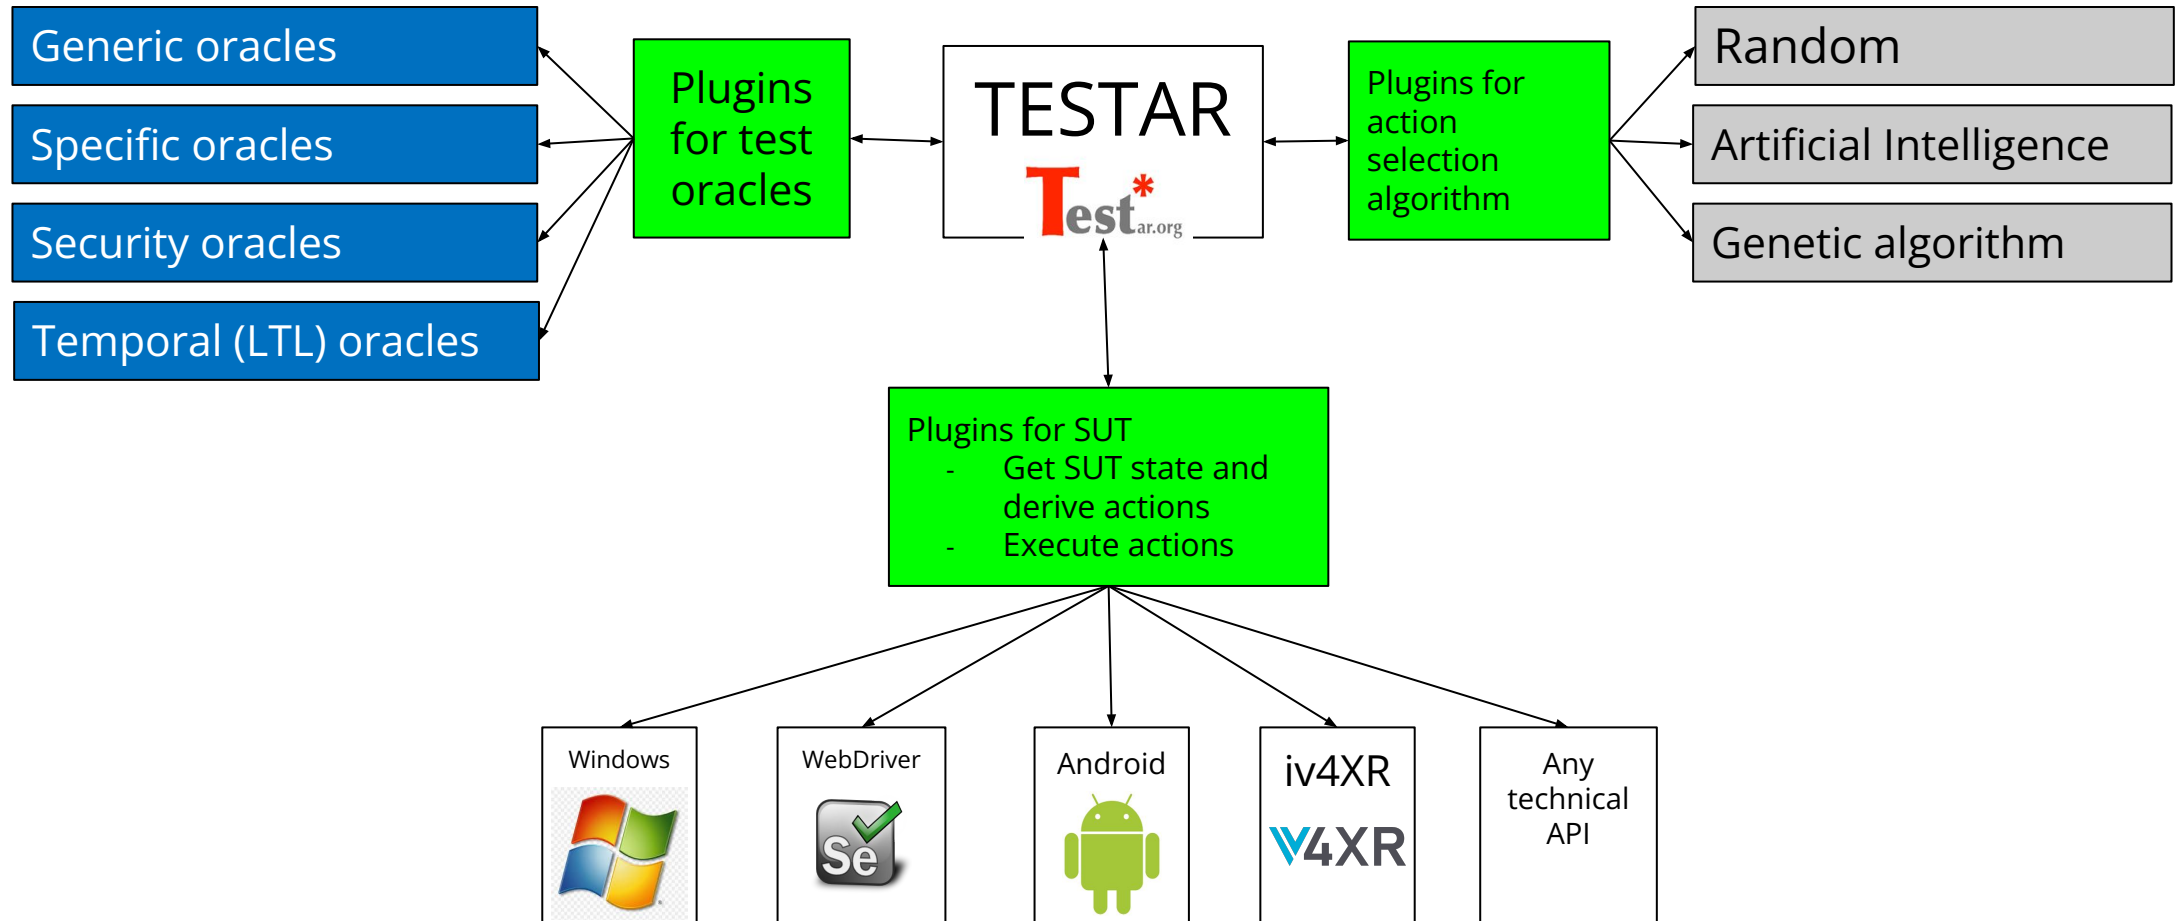 Generic oracles
Specific oracles
Security oracles
Temporal (LTL) oracles
Plugins
for test
oracles
TESTAR
Test*
ar.org
Plugins for
action
selection
algorithm
Random
Artificial Intelligence
Genetic algorithm
Plugins for SUT
- Get SUT state and
derive actions
- Execute actions
Windows
WebDriver
Se
Android
iv4XR
iV4XR
Any
technical
API